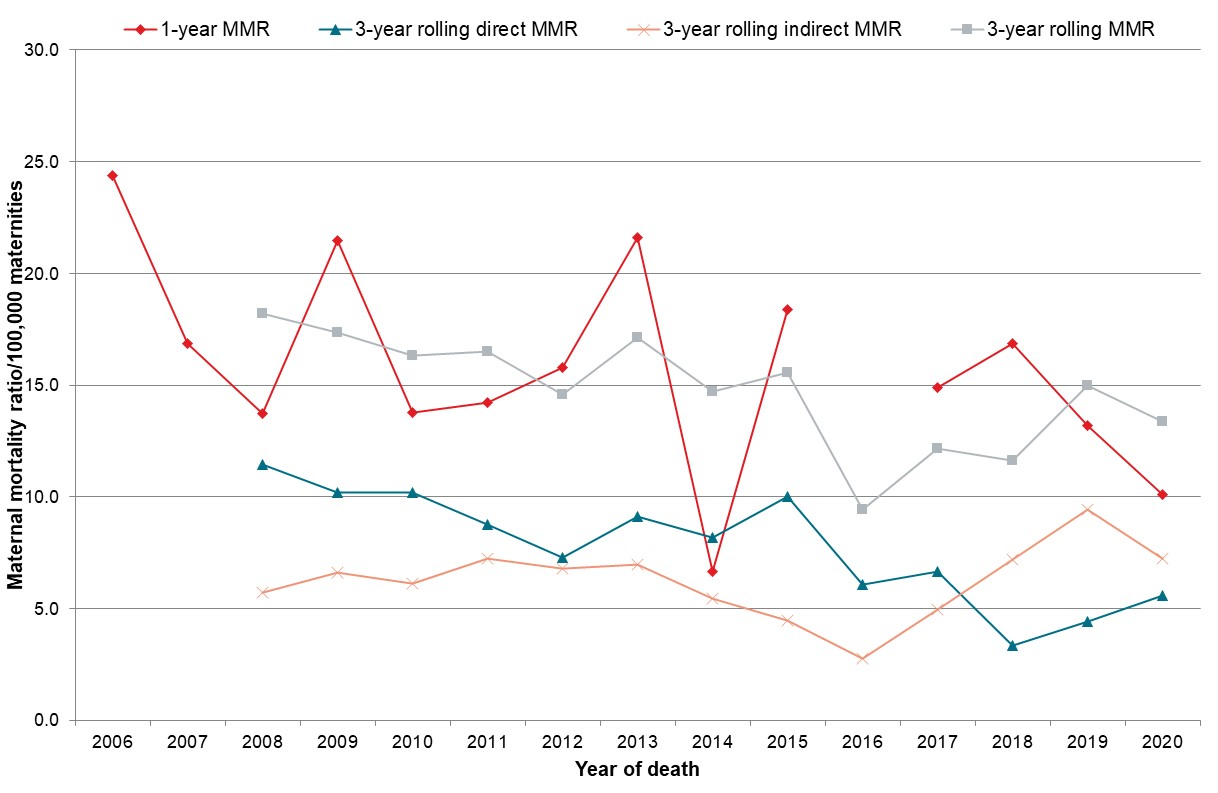 1-year MMR 3-year rolling direct MMR 3-year rolling indirect MMR 3-year rolling MMR
30.0
25.0
20.0
15.0
10.0
5.0
0.0
Maternal mortality ratio/100,000 maternities
2006 2007 2008 2009 2010 2011 2012 2013 2014 2015 2016 2017 2018 2019 2020
Year of death